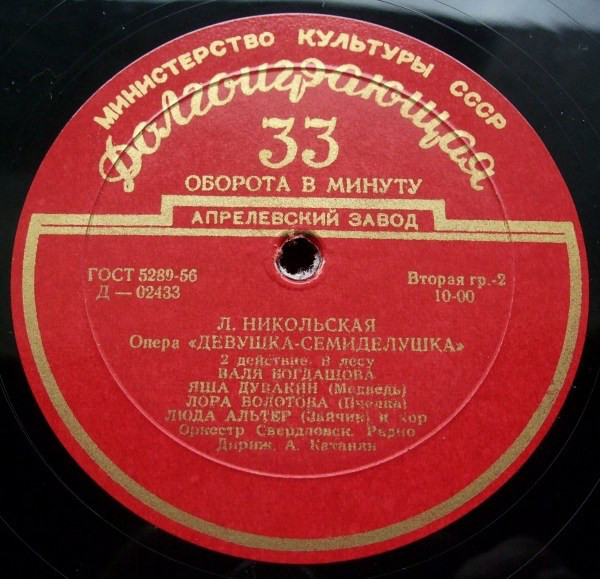 МИНИСТЕРСТВО КУЛЬТУРЫ СССР
Долгоиграющая
33
ОБОРОТА В МИНУТУ
АПРЕЛЕВСКИЙ ЗАВОД
ГОСТ 5289-56
Д — 02433
Вторая гр.-2
10-00
Л. НИКОЛЬСКАЯ
Опера «ДЕВУШКА-СЕМИДЕЛУШКА»
2 действие. В лесу
ВАЛЯ БОГДАШОВА
ЯША ДУВАКИН (Медведь)
ЛОРА БОЛОТОВА (Пчелка)
ЛЮДА АЛЬТЕР (Зайчик) и хор
Оркестр Свердловск. Радио
Дириж. А. Катанян